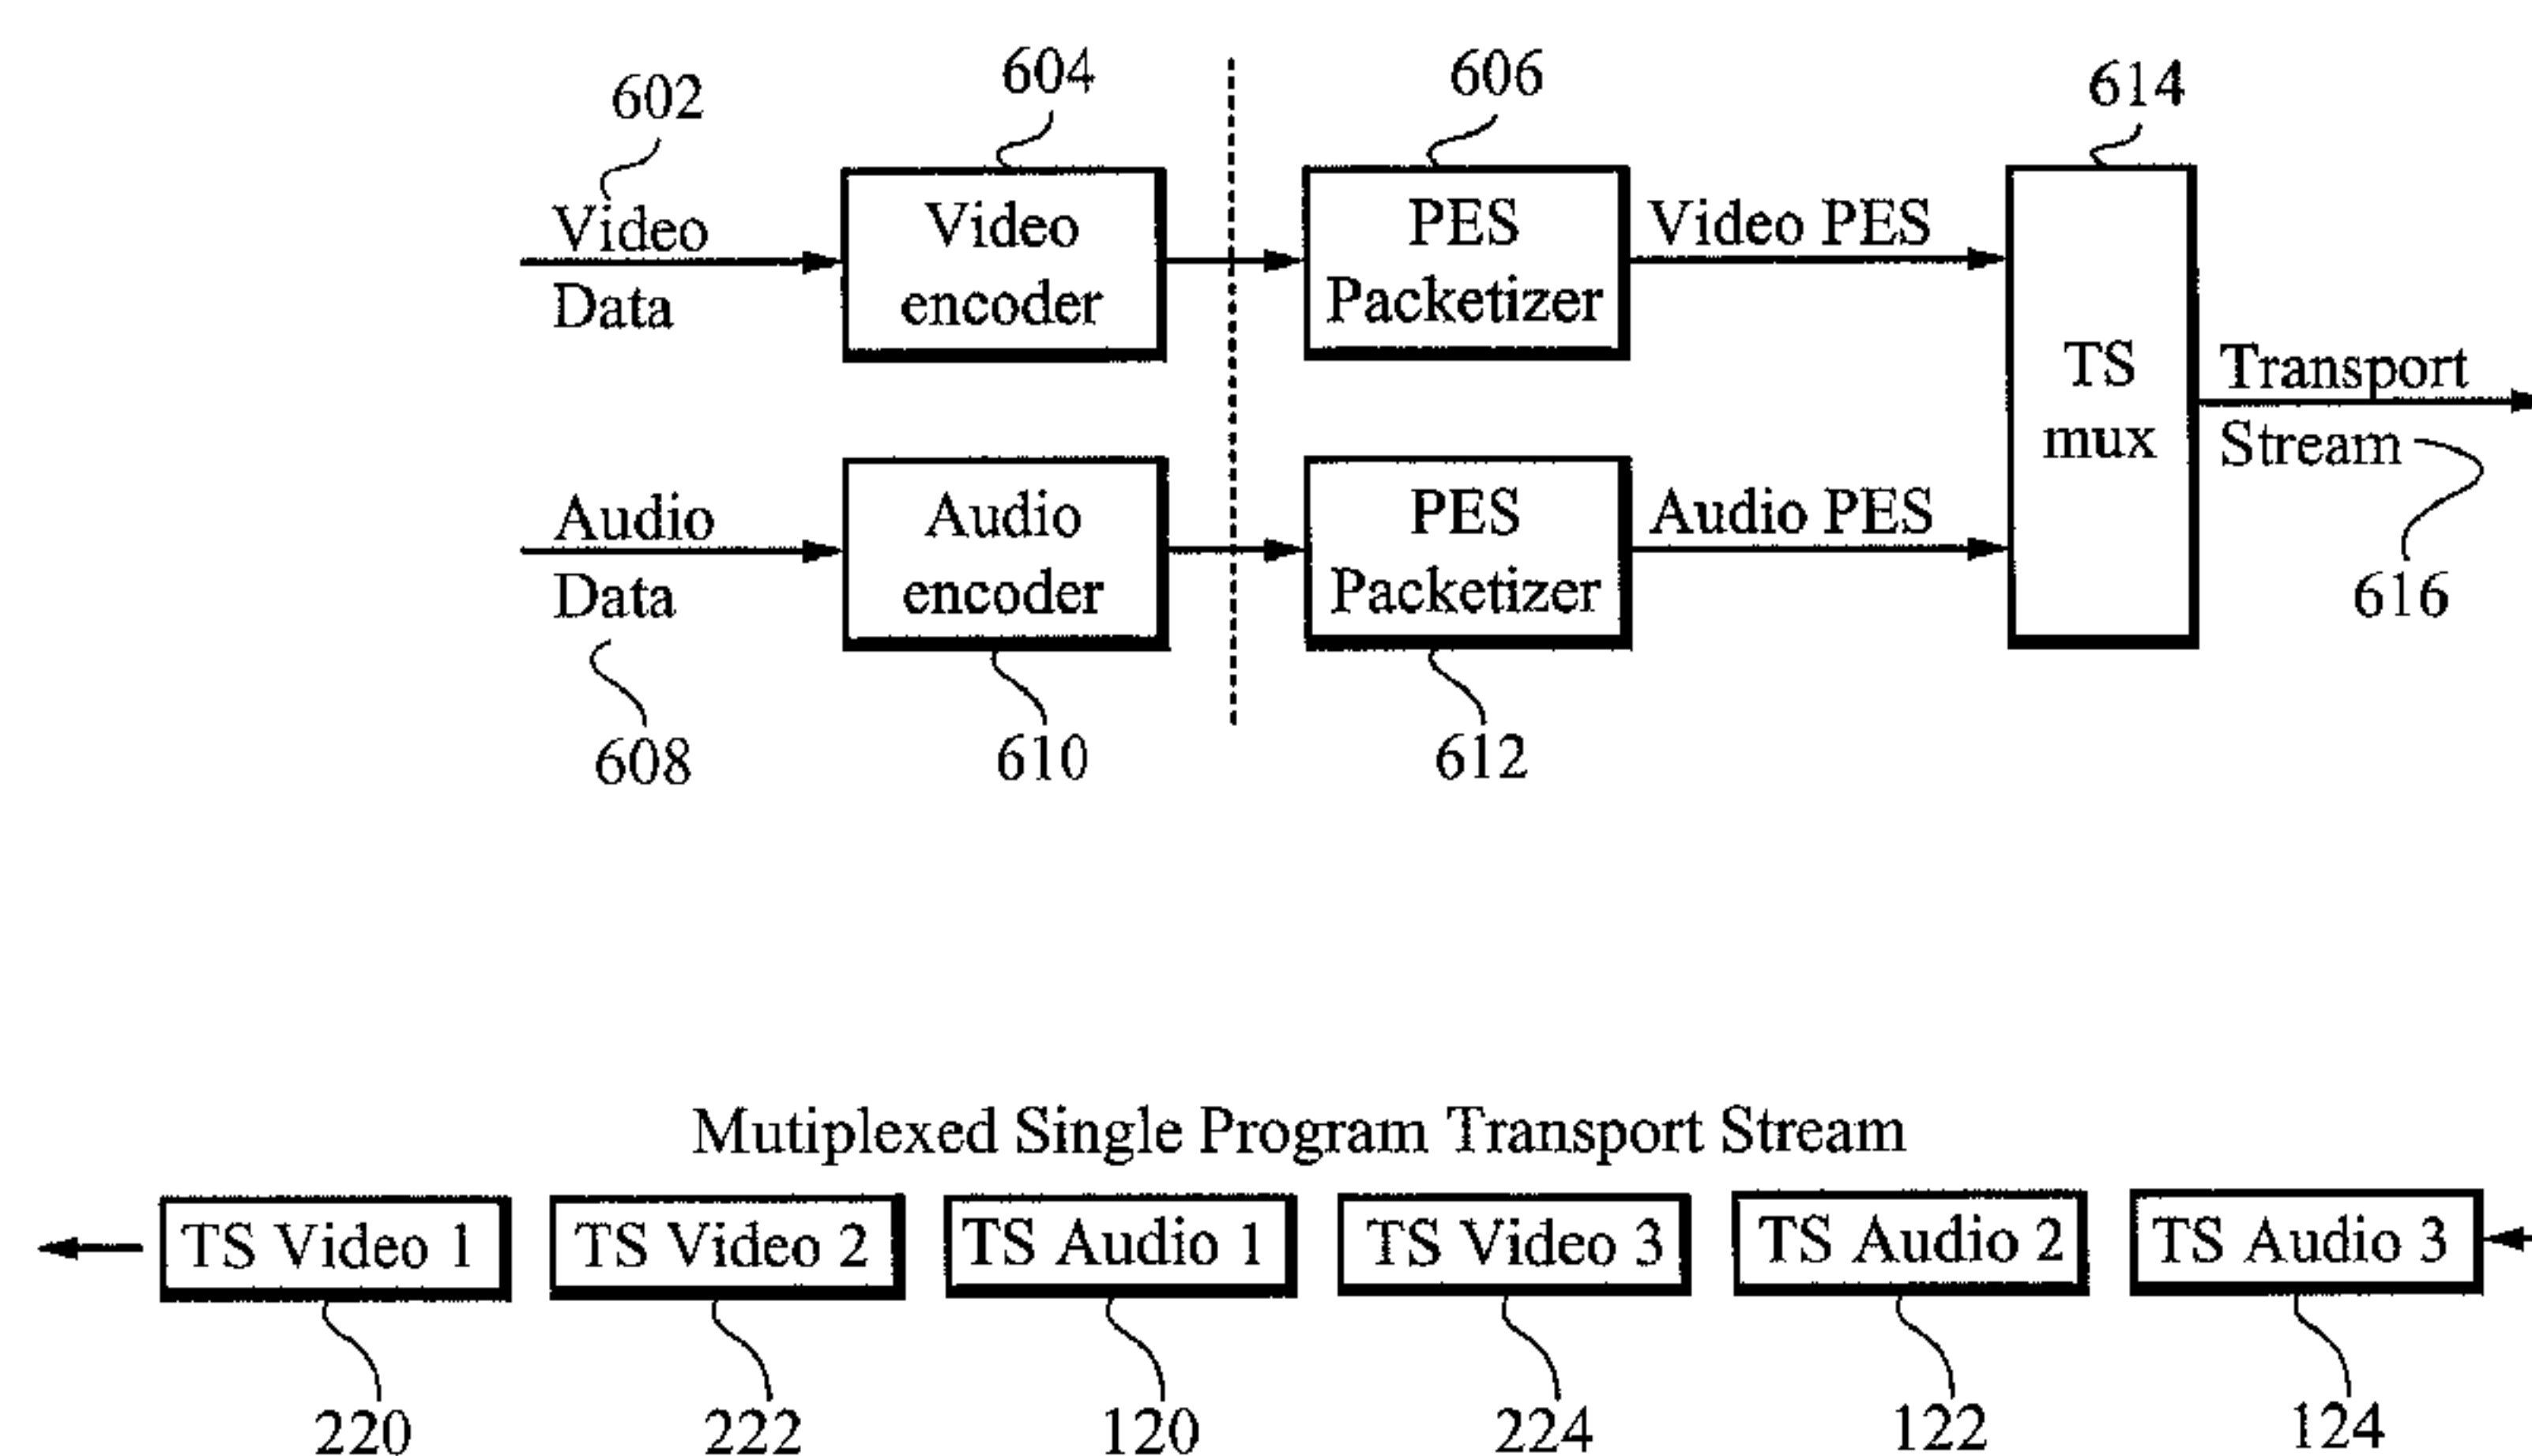 602
604
606
614
Video
Data
Video
encoder
PES
Packetizer
Video PES
TS
mux
Transport
Stream
616
Audio
Data
Audio
encoder
PES
Packetizer
Audio PES
608
610
612
Mutiplexed Single Program Transport Stream
TS Video 1
TS Video 2
TS Audio 1
TS Video 3
TS Audio 2
TS Audio 3
220
222
120
224
122
124